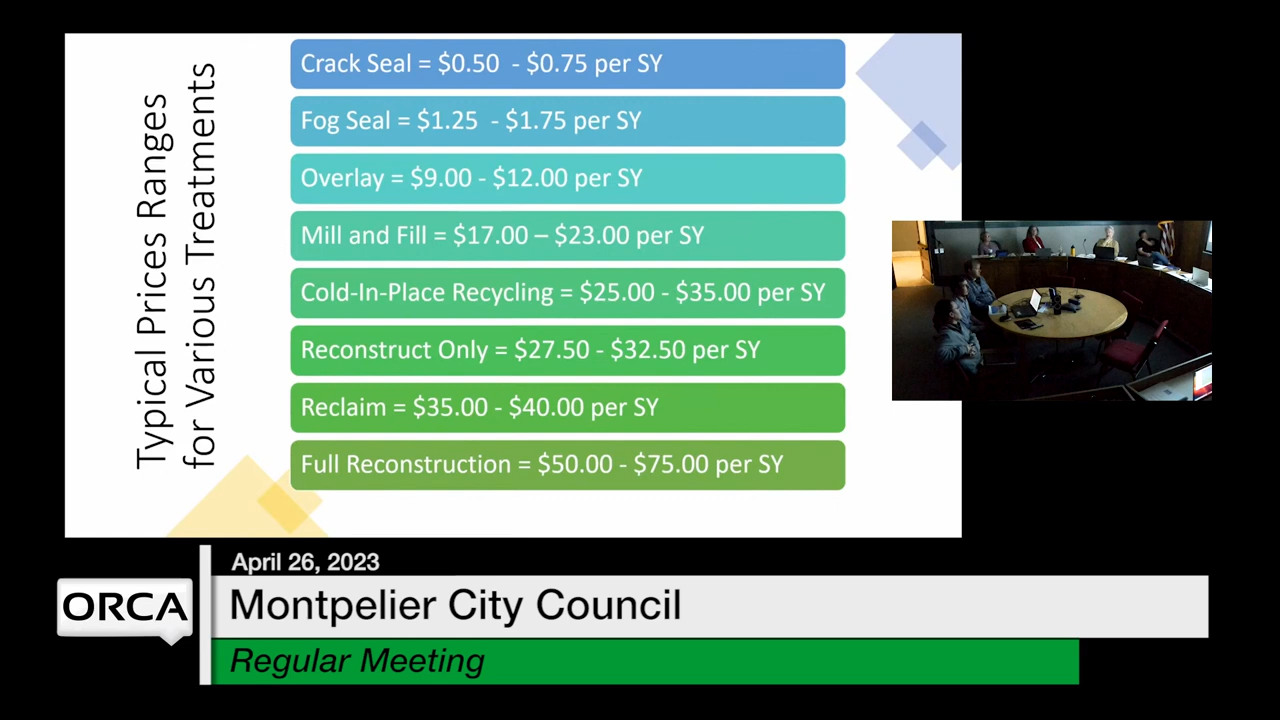 Typical Prices Ranges
for Various Treatments
Crack Seal = $0.50 - $0.75 per SY
Fog Seal = $1.25 - $1.75 per SY
Overlay = $9.00 - $12.00 per SY
Mill and Fill = $17.00 – $23.00 per SY
Cold-In-Place Recycling = $25.00 - $35.00 per SY
Reconstruct Only = $27.50 - $32.50 per SY
Reclaim = $35.00 - $40.00 per SY
Full Reconstruction = $50.00 - $75.00 per SY
April 26, 2023
ORCA
Montpelier City Council
Regular Meeting